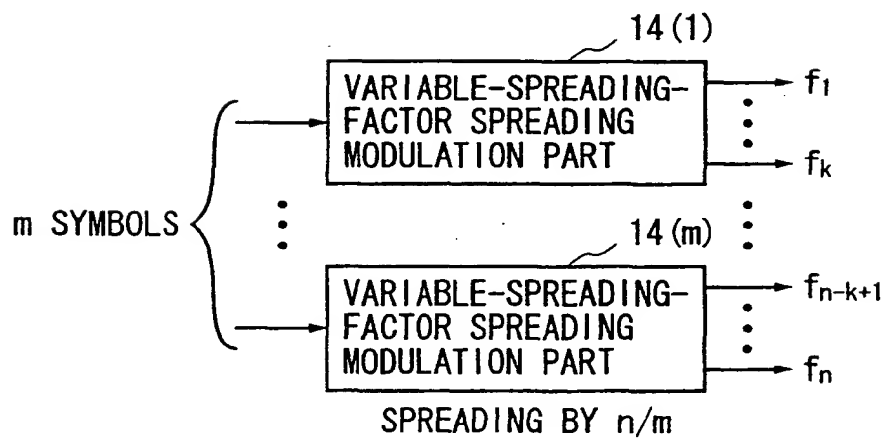 14(1)
VARIABLE-SPREADING-
FACTOR SPREADING
MODULATION PART
f1
fk
m SYMBOLS
14(m)
VARIABLE-SPREADING-
FACTOR SPREADING
MODULATION PART
fn-k+1
fn
SPREADING BY n/m